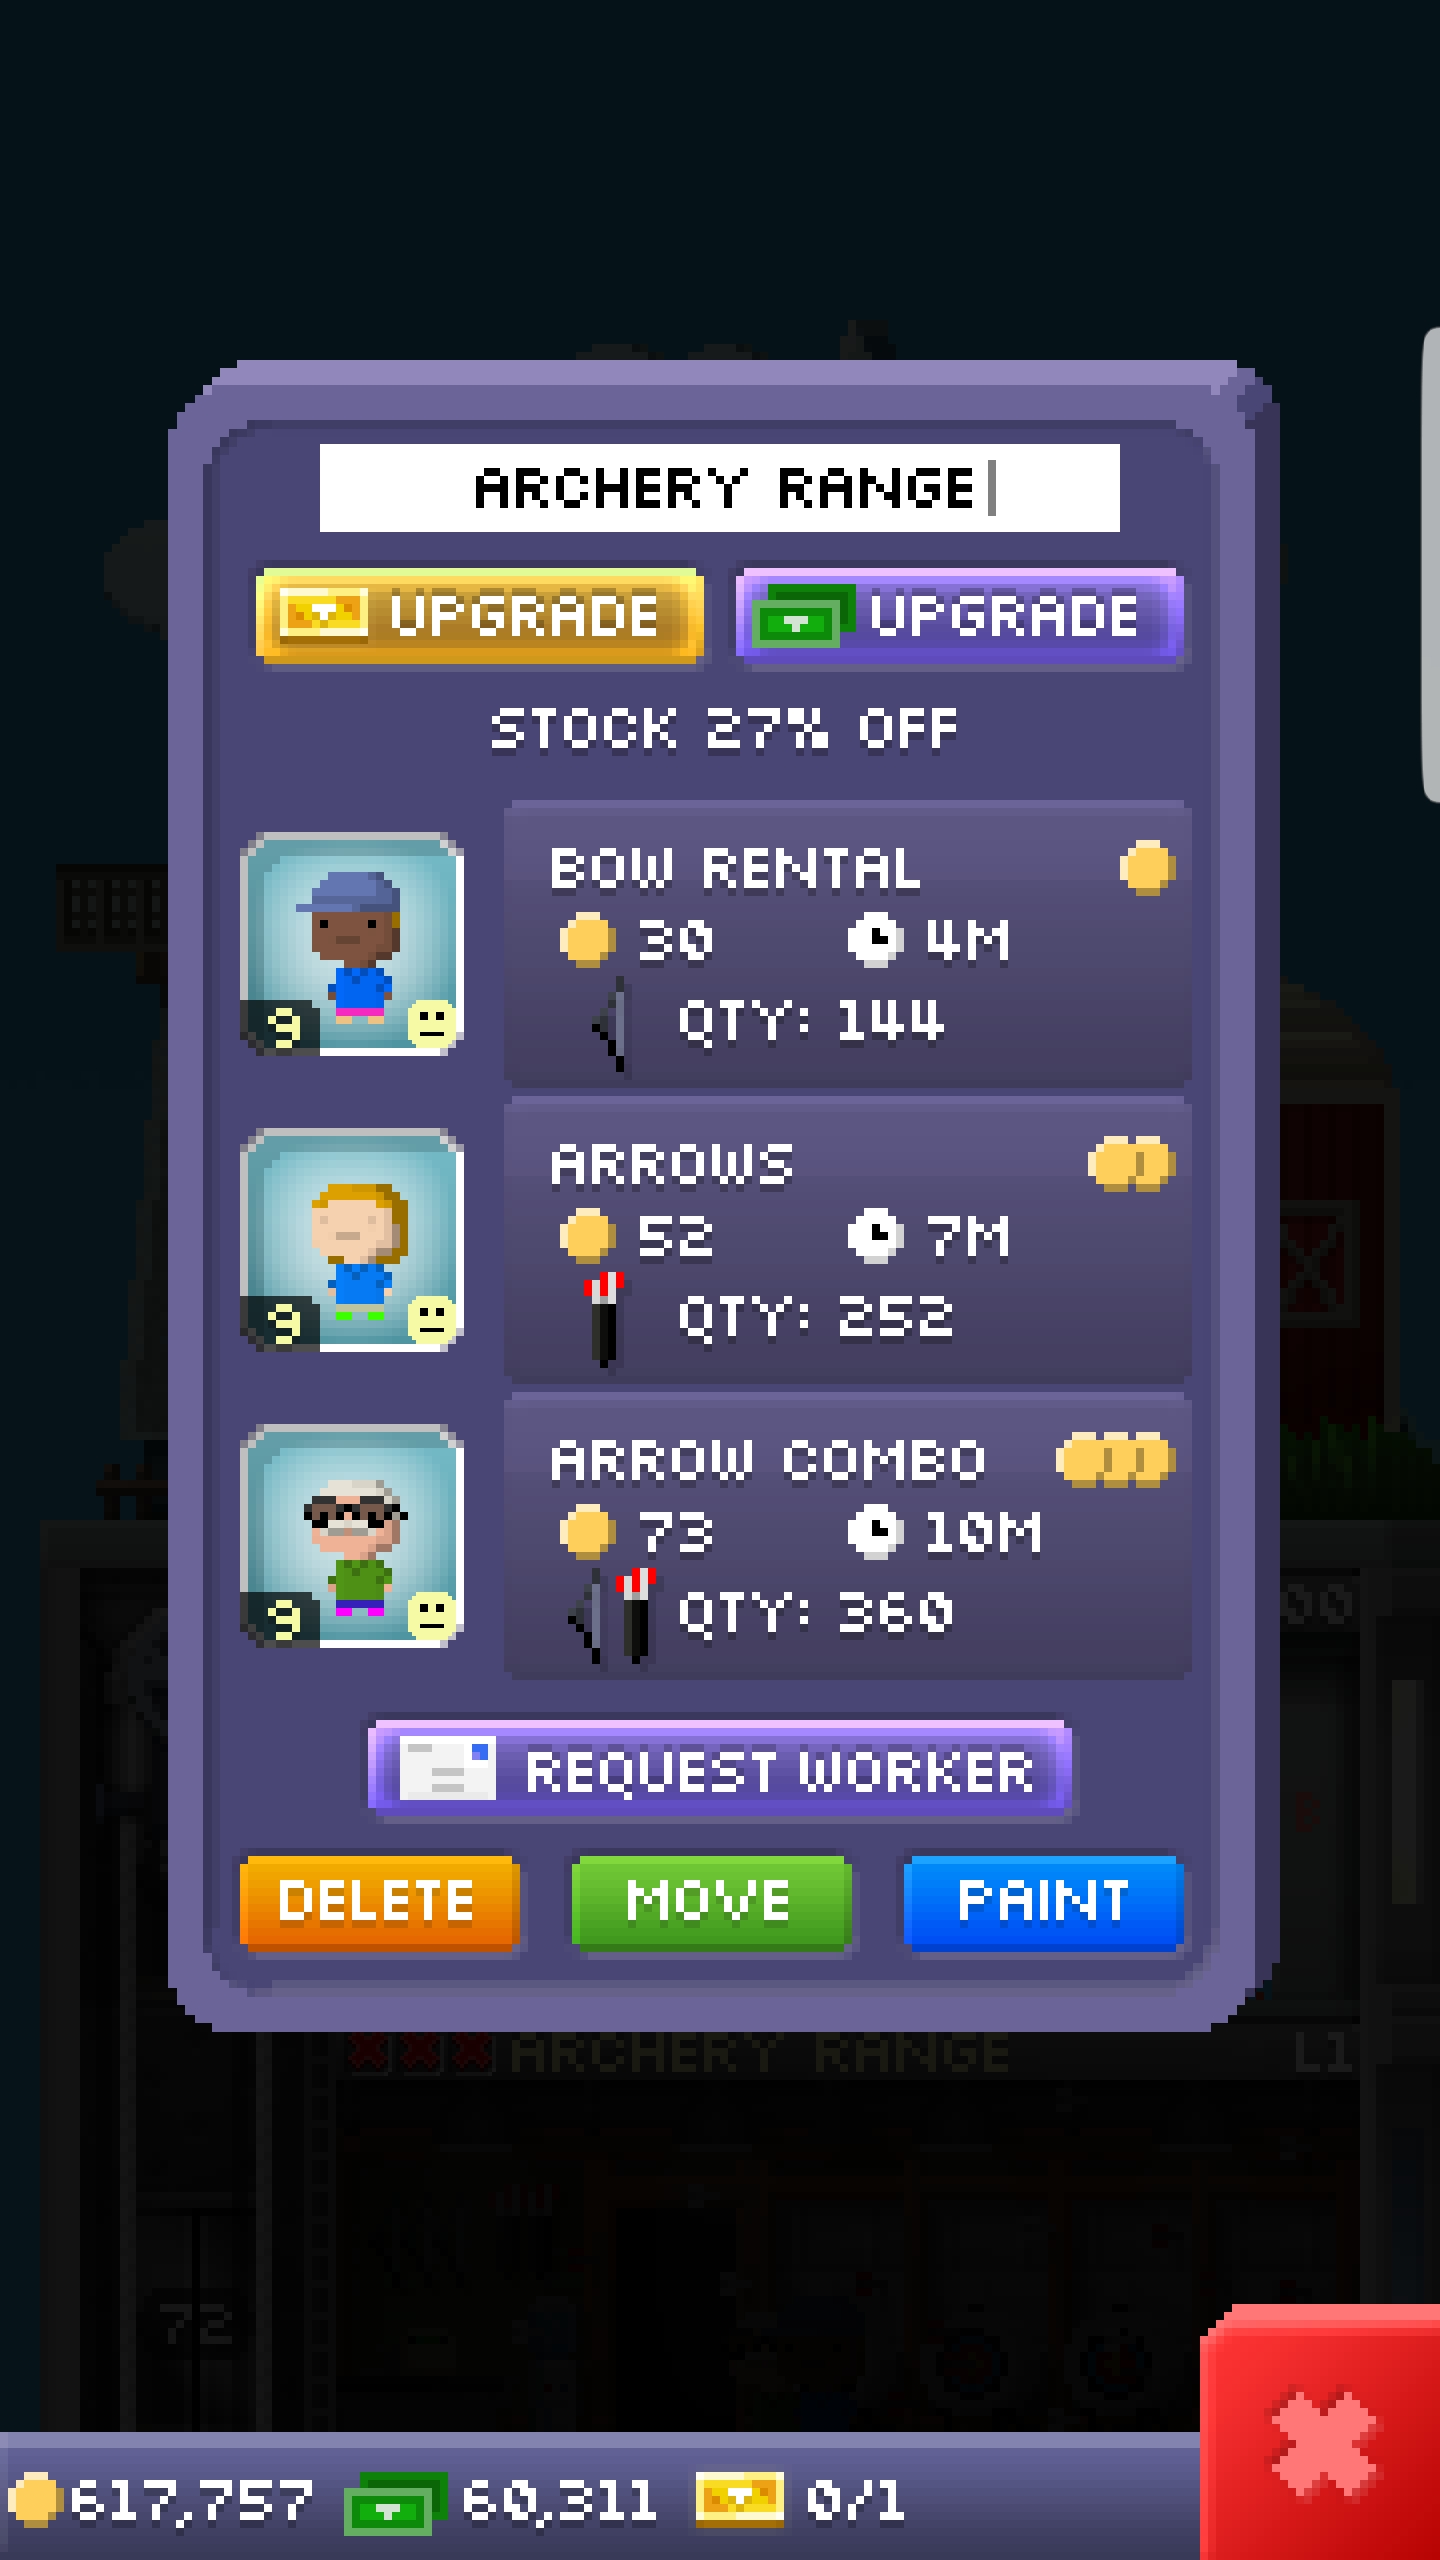 ARCHERY RANGE
UPGRADE UPGRADE
STOCK 27% OFF
BOW RENTAL
30 4M
9 QTY: 144
ARROWS
52 7M
9 QTY: 252
ARROW COMBO
73 10M
9 QTY: 360
REQUEST WORKER
DELETE MOVE PAINT
ARCHERY RANGE L1
72
617,757 60,311 0/1